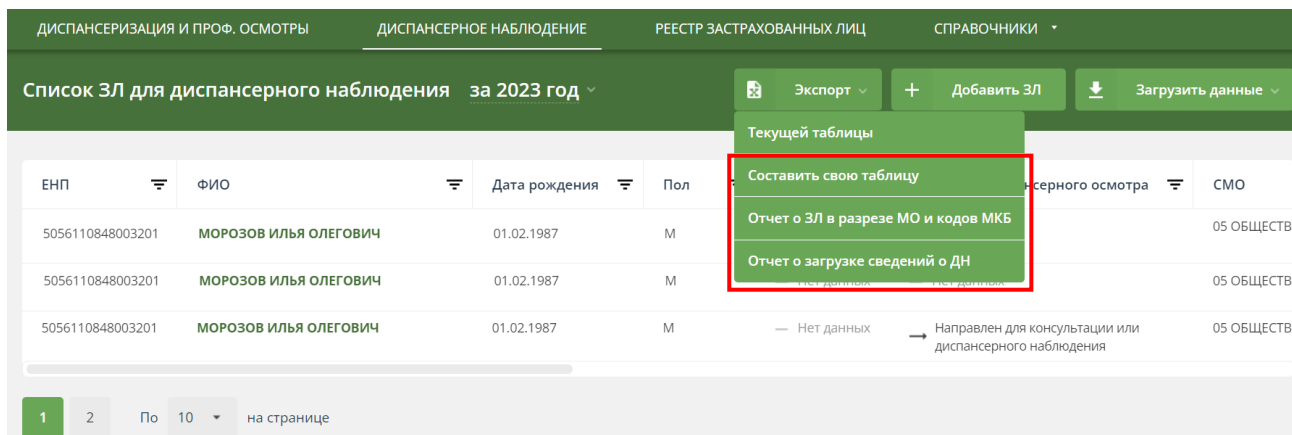 ДИСПАНСЕРИЗАЦИЯ И ПРОФ. ОСМОТРЫ ДИСПАНСЕРНОЕ НАБЛЮДЕНИЕ РЕЕСТР ЗАСТРАХОВАННЫХ ЛИЦ СПРАВОЧНИКИ
Список ЗЛ для диспансерного наблюдения за 2023 год Экспорт + Добавить ЗЛ Загрузить данные
Текущей таблицы
Составить свою таблицу
Отчет о ЗЛ в разрезе МО и кодов МКБ
Отчет о загрузке сведений о ДН
ЕНП ФИО Дата рождения Пол нсерного осмотра СМО
5056110848003201 МОРОЗОВ ИЛЬЯ ОЛЕГОВИЧ 01.02.1987 М 05 ОБЩЕСТВ
5056110848003201 МОРОЗОВ ИЛЬЯ ОЛЕГОВИЧ 01.02.1987 М — Нет данных — Нет данных 05 ОБЩЕСТВ
5056110848003201 МОРОЗОВ ИЛЬЯ ОЛЕГОВИЧ 01.02.1987 М — Нет данных → Направлен для консультации или 05 ОБЩЕСТВ
диспансерного наблюдения
1 2 По 10 на странице